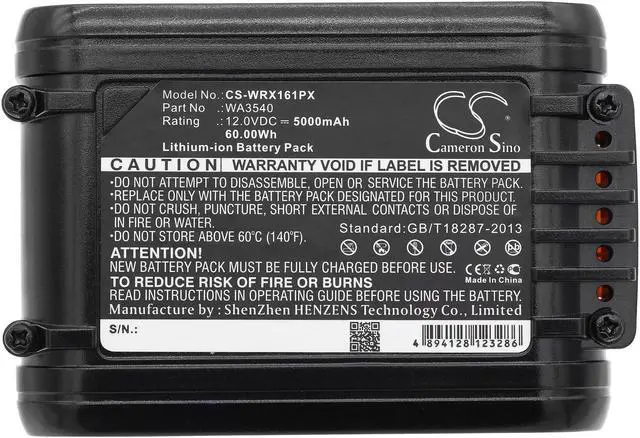 Model No.: CS-WRX161PX
Part No : WA3540
Rating : 12.0VDC ⎓ 5000mAh
60.00Wh
Lithium-ion Battery Pack
CS
Cameron Sino
CAUTION WARRANTY VOID IF LABEL IS REMOVED
•DO NOT ATTEMPT TO DISASSEMBLE, OPEN OR SERVICE THE BATTERY PACK.
•REPLACE ONLY WITH THE BATTERY PACK DESIGNATED FOR THIS PRODUCT.
•DO NOT CRUSH, PUNCTURE, SHORT EXTERNAL CONTACTS OR DISPOSE OF
IN FIRE OR WATER.
•DO NOT STORE ABOVE 60℃ (140℉).
Standard:GB/T18287-2013
ATTENTION!
NEW BATTERY PACK MUST BE FULLY CHARGED BEFORE INITIAL USE.
TO REDUCE RISK OF FIRE OR BURNS
READ INSTRUCTIONS IN OPERATING MANUAL BEFORE USING THE BATTERY.
CE
Made In China
Manufacture by : ShenZhen HENZENS Technology Co., Limited
S/N.:
4 894128 123286